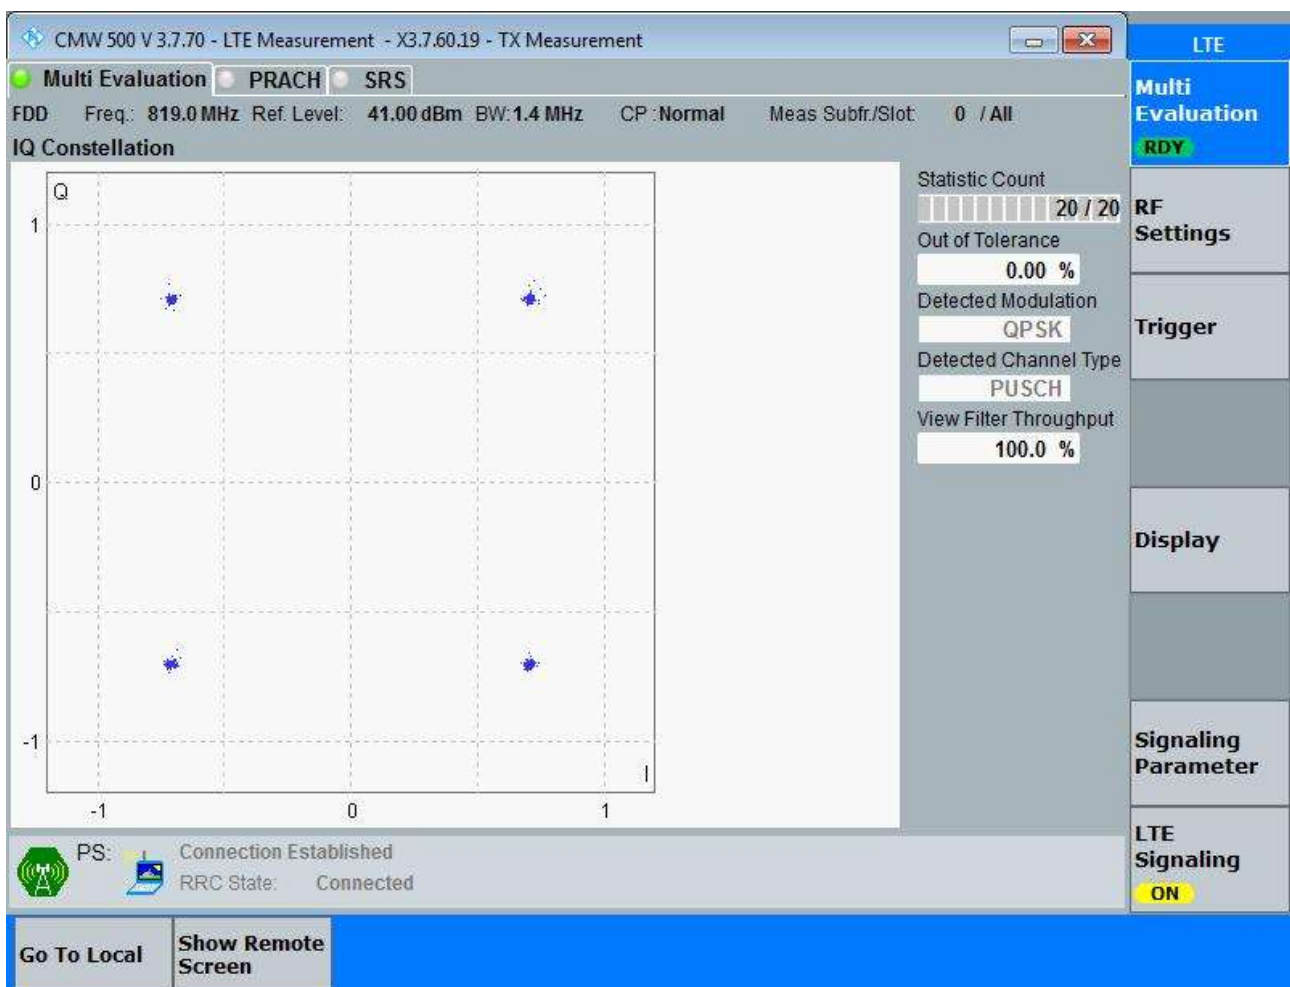 CMW 500 V 3.7.70 - LTE Measurement - X3.7.60.19 - TX Measurement
LTE
Multi Evaluation PRACH SRS
FDD Freq.: 819.0 MHz Ref. Level: 41.00 dBm BW: 1.4 MHz CP : Normal Meas Subfr./Slot: 0 / All
IQ Constellation
Q
1
0
-1
I
-1 0 1
Statistic Count
20 / 20
Out of Tolerance
0.00 %
Detected Modulation
QPSK
Detected Channel Type
PUSCH
View Filter Throughput
100.0 %
Multi
Evaluation
RDY
RF
Settings
Trigger
Display
Signaling
Parameter
LTE
Signaling
ON
PS: Connection Established
RRC State: Connected
Go To Local
Show Remote
Screen